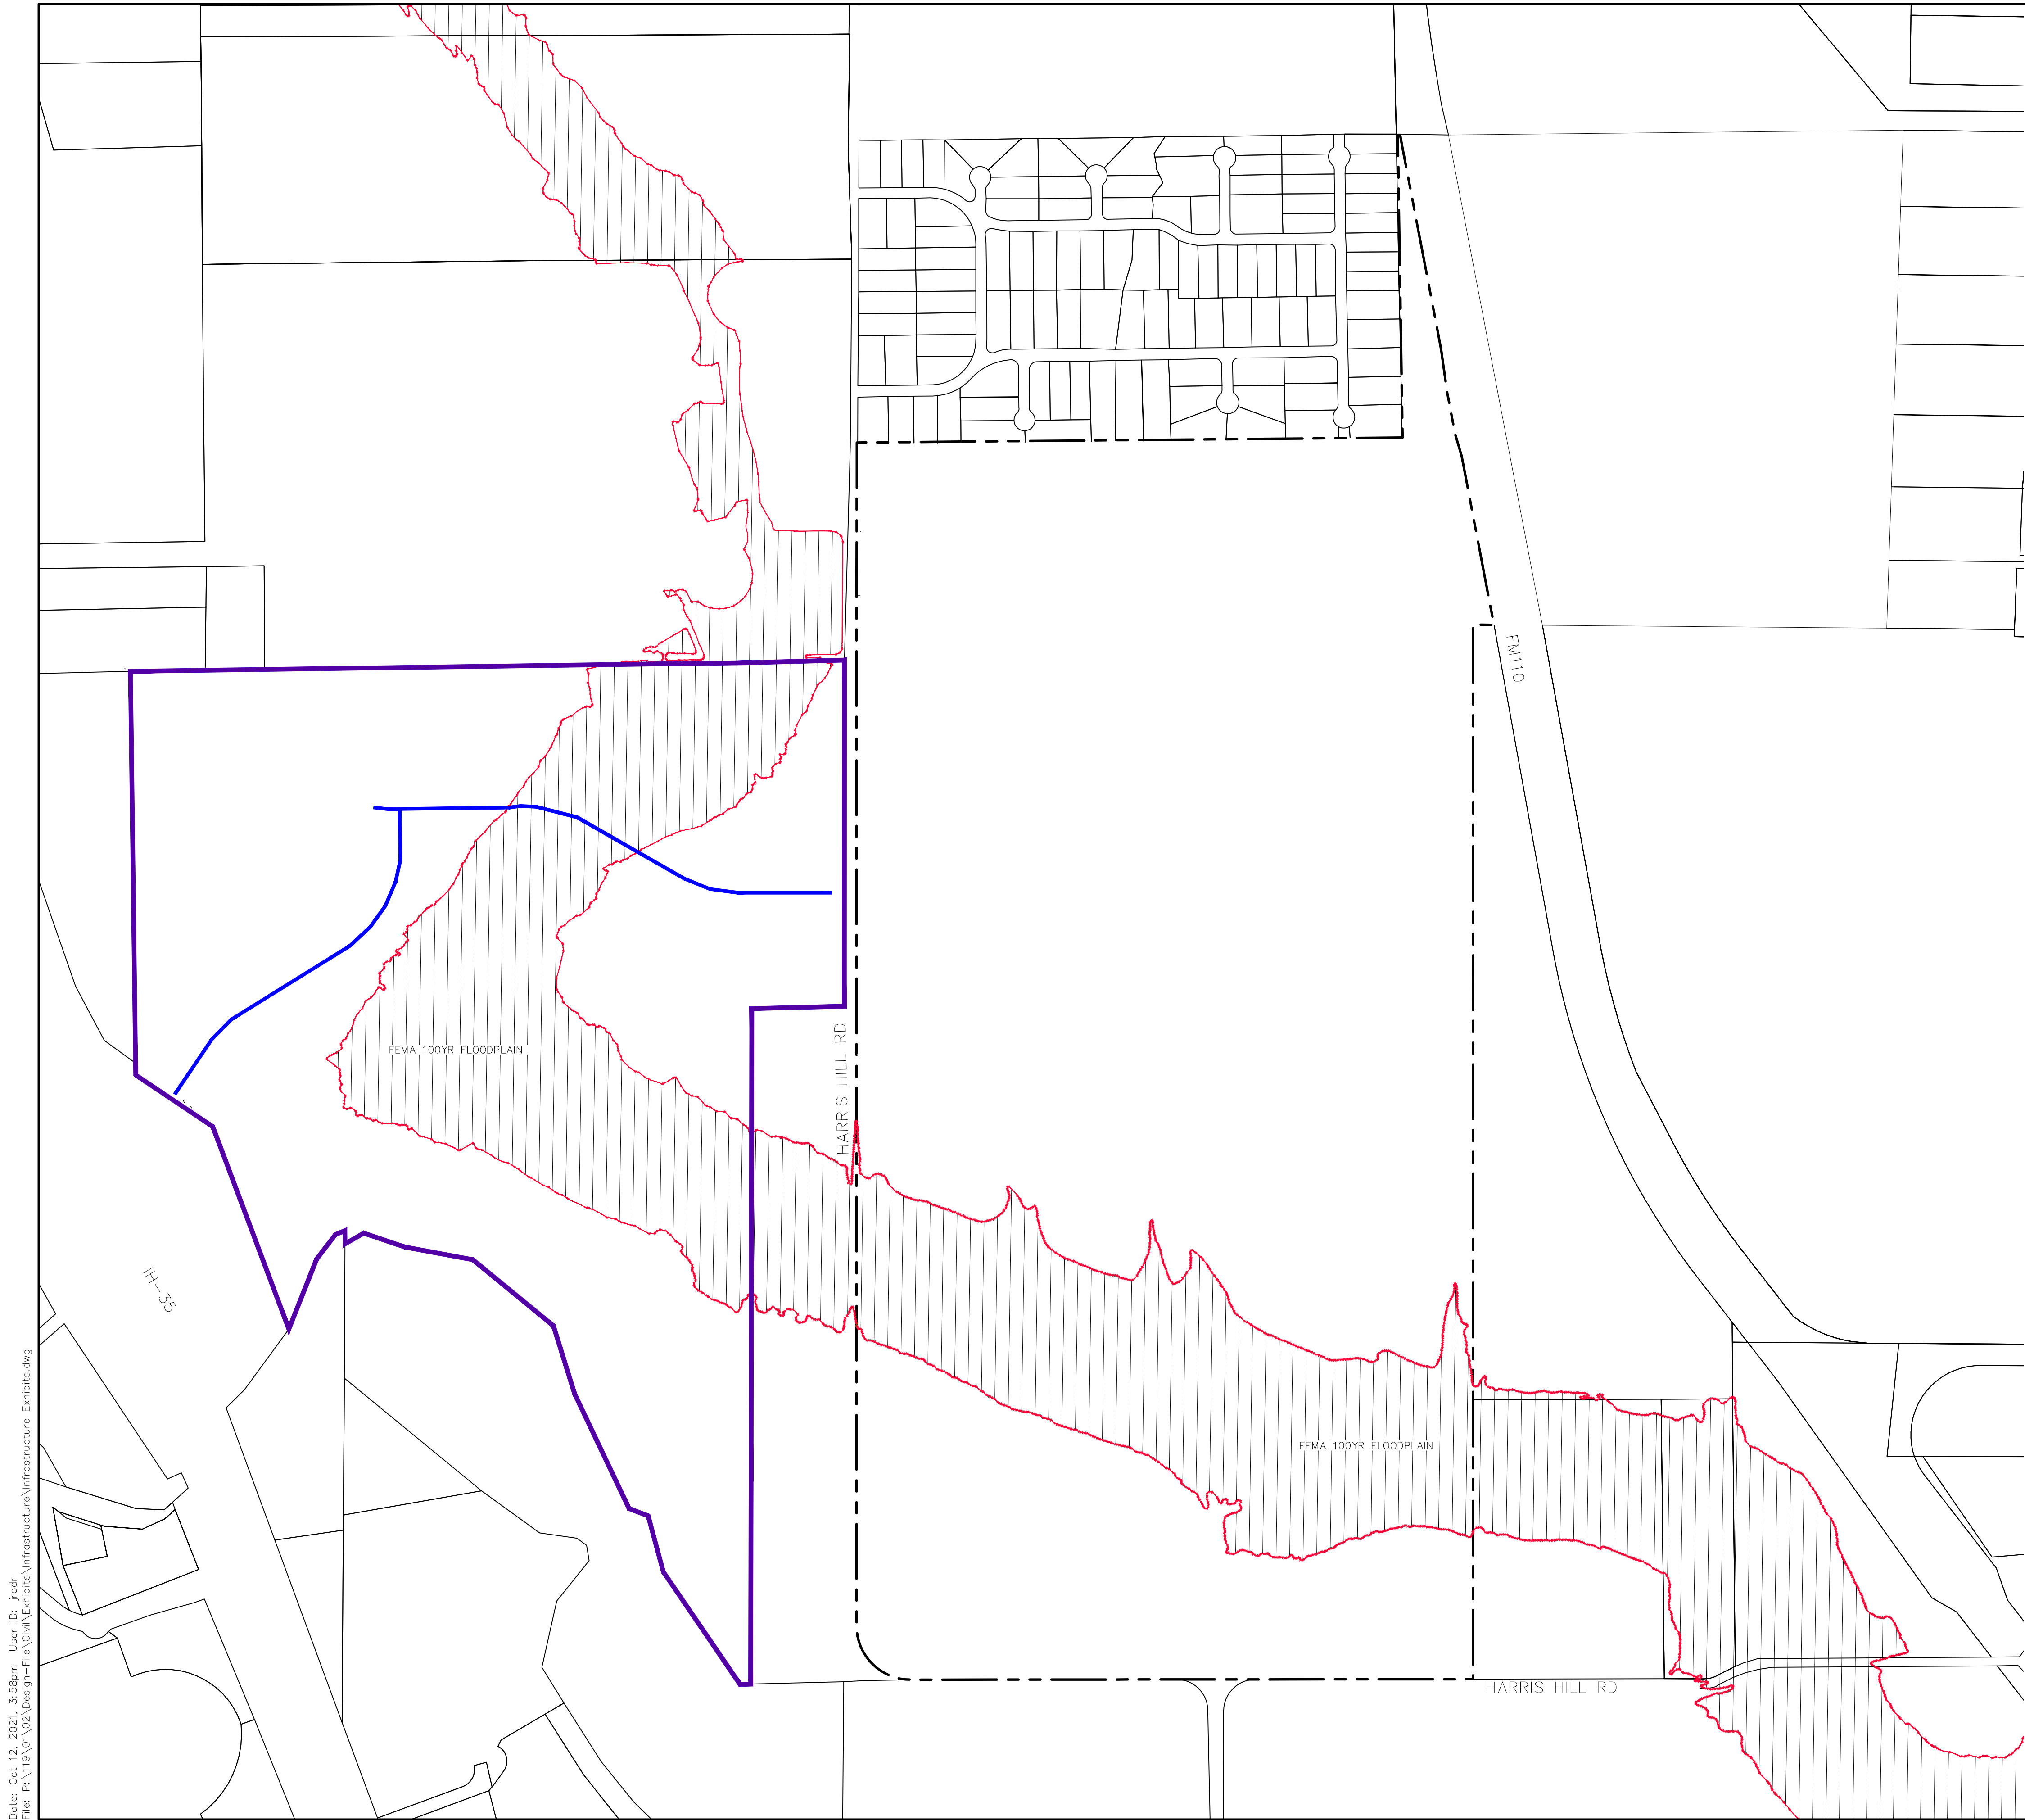 FM110
FEMA 100YR FLOODPLAIN
HARRIS HILL RD
IH-35
FEMA 100YR FLOODPLAIN
HARRIS HILL RD
Date: Oct 12, 2021, 3:58pm User ID: jrodr
File: P:\119\01\02\Design-File\Civil\Exhibits\Infrastructure\Infrastructure Exhibits.dwg